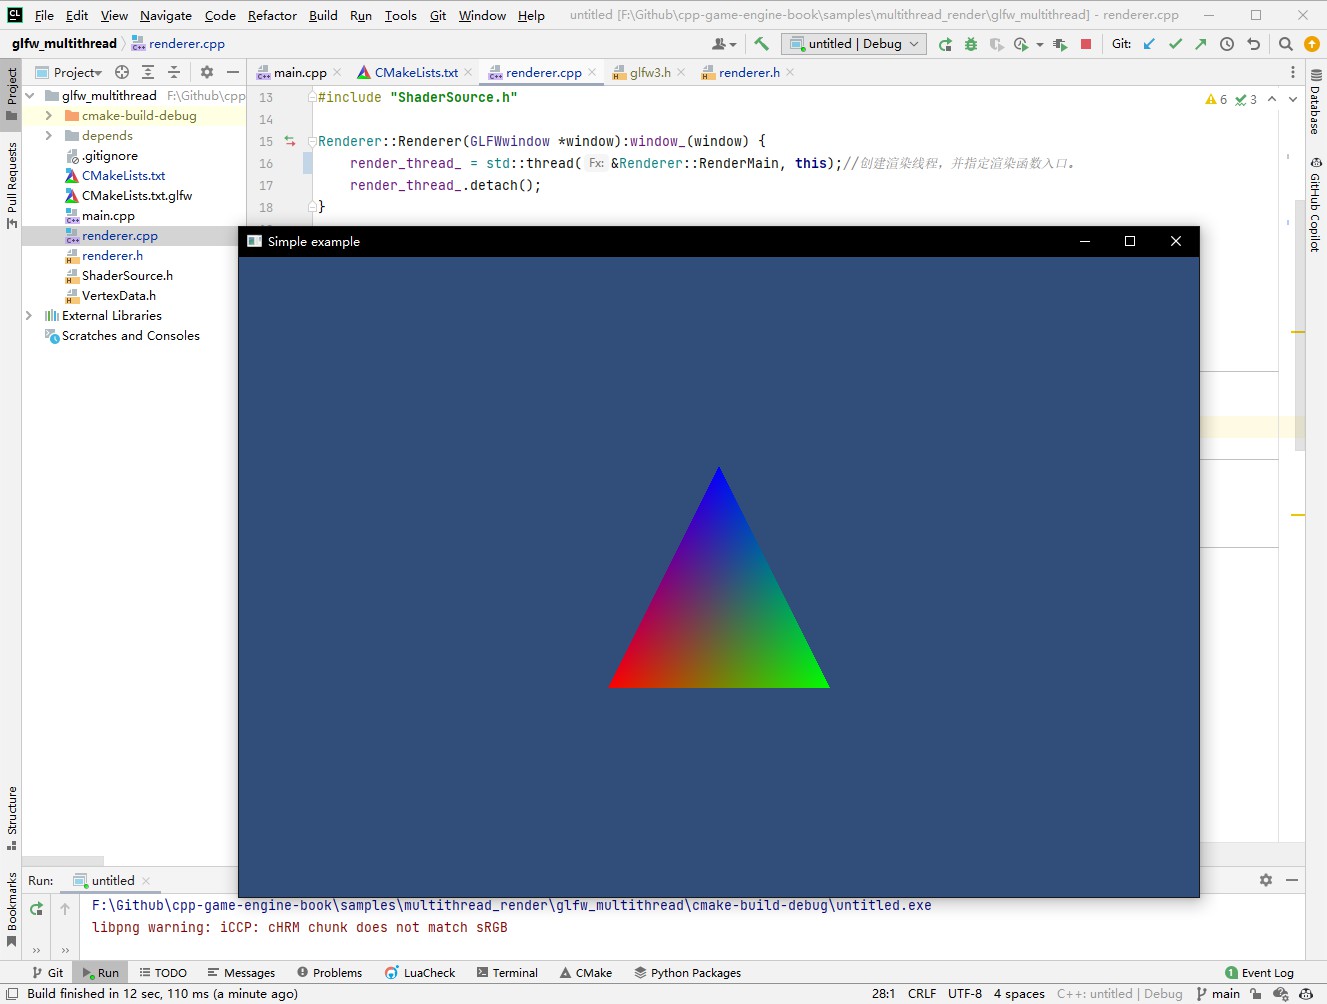 CL File Edit View Navigate Code Refactor Build Run Tools Git Window Help untitled [F:\Github\cpp-game-engine-book\samples\multithread_render\glfw_multithread] - renderer.cpp
glfw_multithread renderer.cpp untitled | Debug Git:
Project main.cpp CMakeLists.txt renderer.cpp glfw3.h renderer.h
Project
Pull Requests
Structure
Bookmarks
glfw_multithread F:\Github\cpp
cmake-build-debug
depends
.gitignore
CMakeLists.txt
CMakeLists.txt.glfw
main.cpp
renderer.cpp
renderer.h
ShaderSource.h
VertexData.h
External Libraries
Scratches and Consoles
13 #include "ShaderSource.h"
14
15 Renderer::Renderer(GLFWwindow *window):window_(window) {
16 render_thread_ = std::thread( Fx: &Renderer::RenderMain, this);//创建渲染线程，并指定渲染函数入口.
17 render_thread_.detach();
18 }
6 3
Database
GitHub Copilot
Simple example
Run: untitled
F:\Github\cpp-game-engine-book\samples\multithread_render\glfw_multithread\cmake-build-debug\untitled.exe
libpng warning: iCCP: cHRM chunk does not match sRGB
Git Run TODO Messages Problems LuaCheck Terminal CMake Python Packages 1 Event Log
Build finished in 12 sec, 110 ms (a minute ago) 28:1 CRLF UTF-8 4 spaces C++: untitled | Debug main